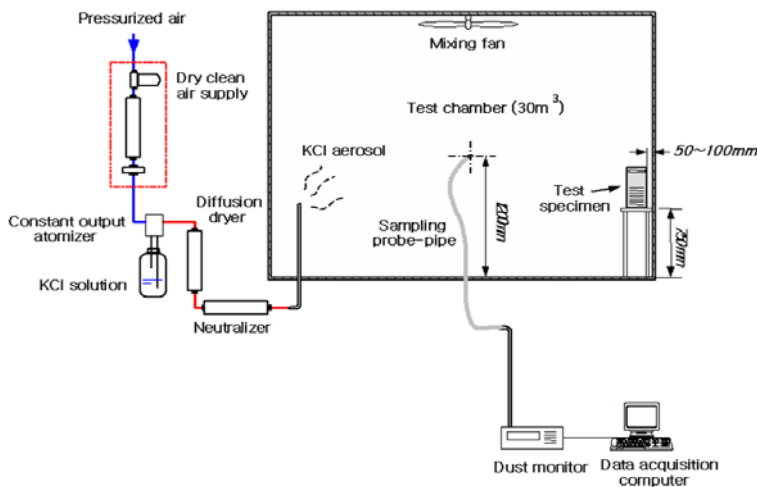 Pressurized air
Dry clean
air supply
Mixing fan
Test chamber (30m³)
KCl aerosol
50~100mm
Diffusion
dryer
Test
specimen
Constant output
atomizer
Sampling
probe-pipe
1200mm
750mm
KCl solution
Neutralizer
Dust monitor
Data acquisition
computer